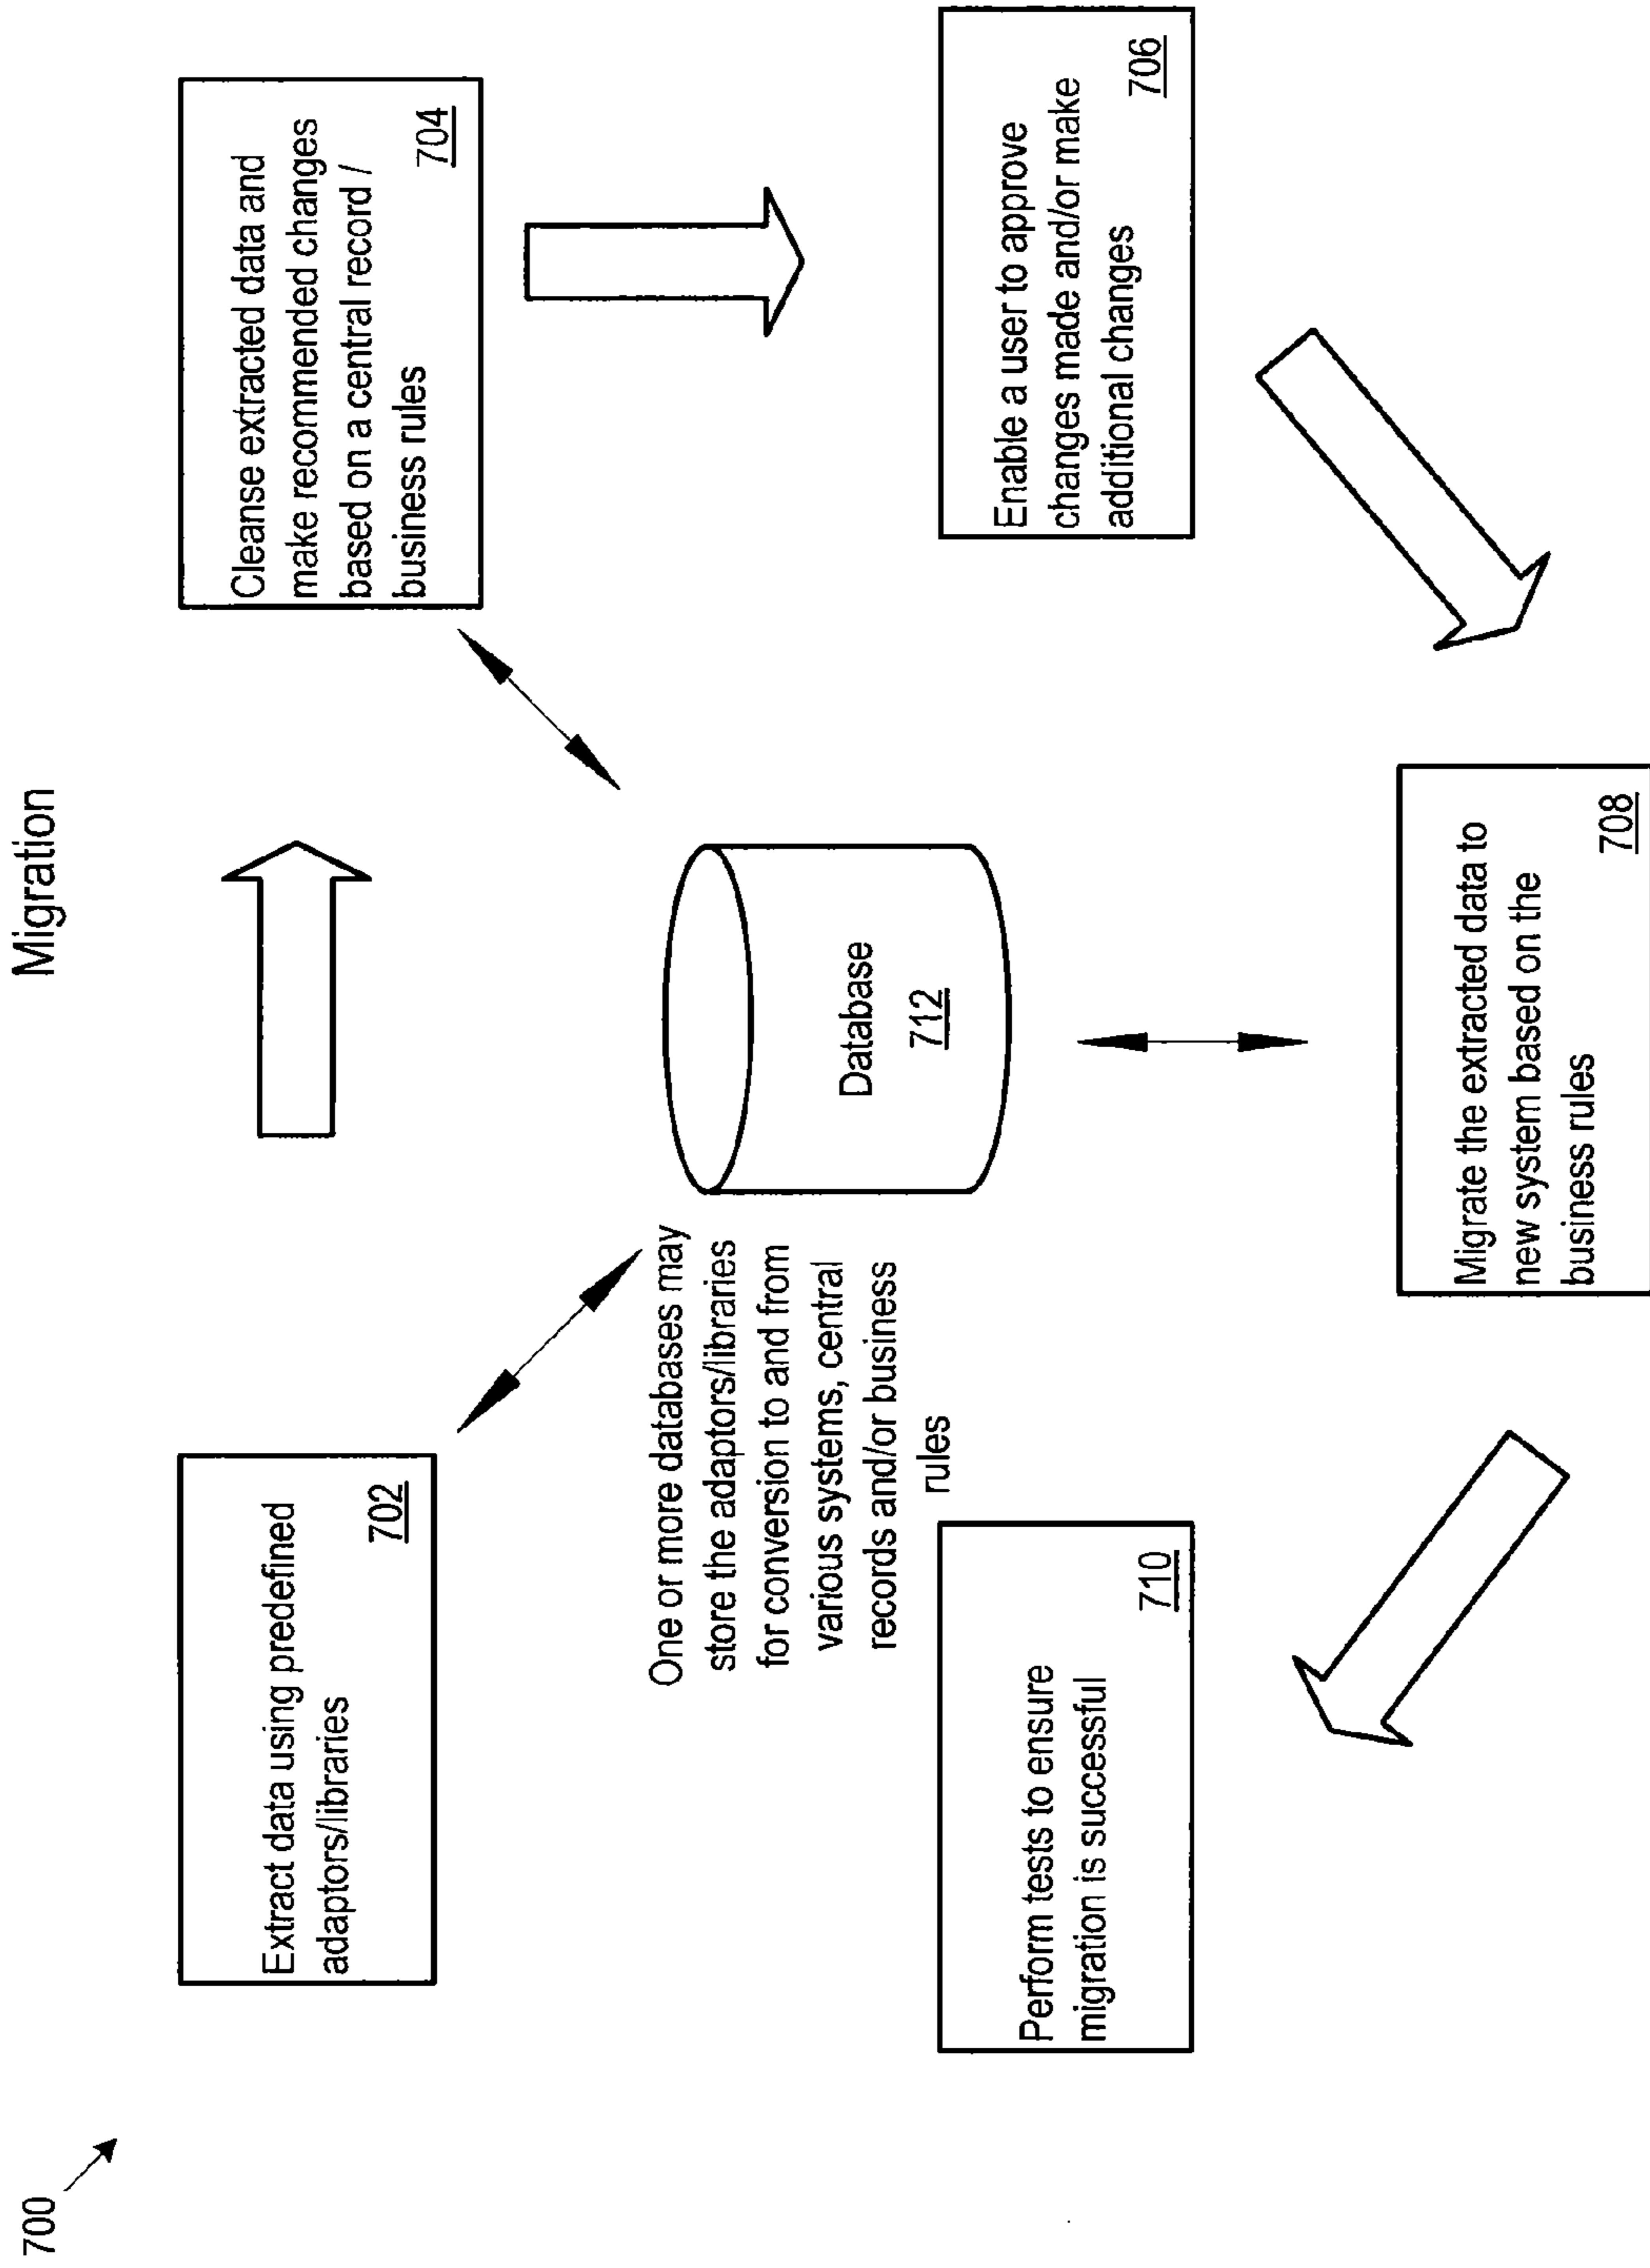 700
Migration
Extract data using predefined
adaptors/libraries
702
Cleanse extracted data and
make recommended changes
based on a central record /
business rules
704
One or more databases may
store the adaptors/libraries
for conversion to and from
various systems, central
records and/or business
rules
Database
712
Enable a user to approve
changes made and/or make
additional changes
706
Perform tests to ensure
migration is successful
710
Migrate the extracted data to
new system based on the
business rules
708